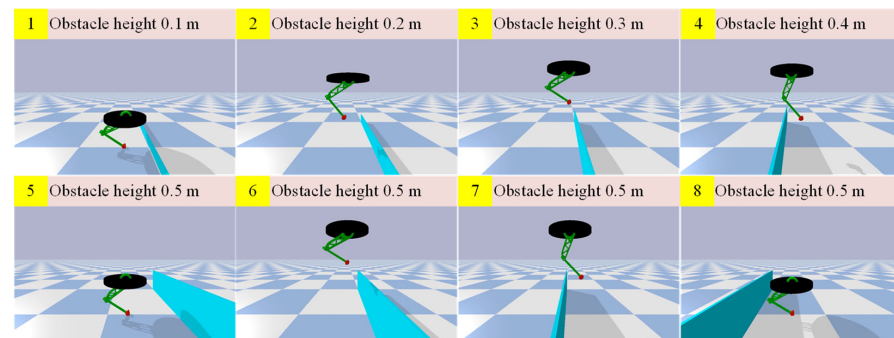 1 Obstacle height 0.1 m
2 Obstacle height 0.2 m
3 Obstacle height 0.3 m
4 Obstacle height 0.4 m
5 Obstacle height 0.5 m
6 Obstacle height 0.5 m
7 Obstacle height 0.5 m
8 Obstacle height 0.5 m